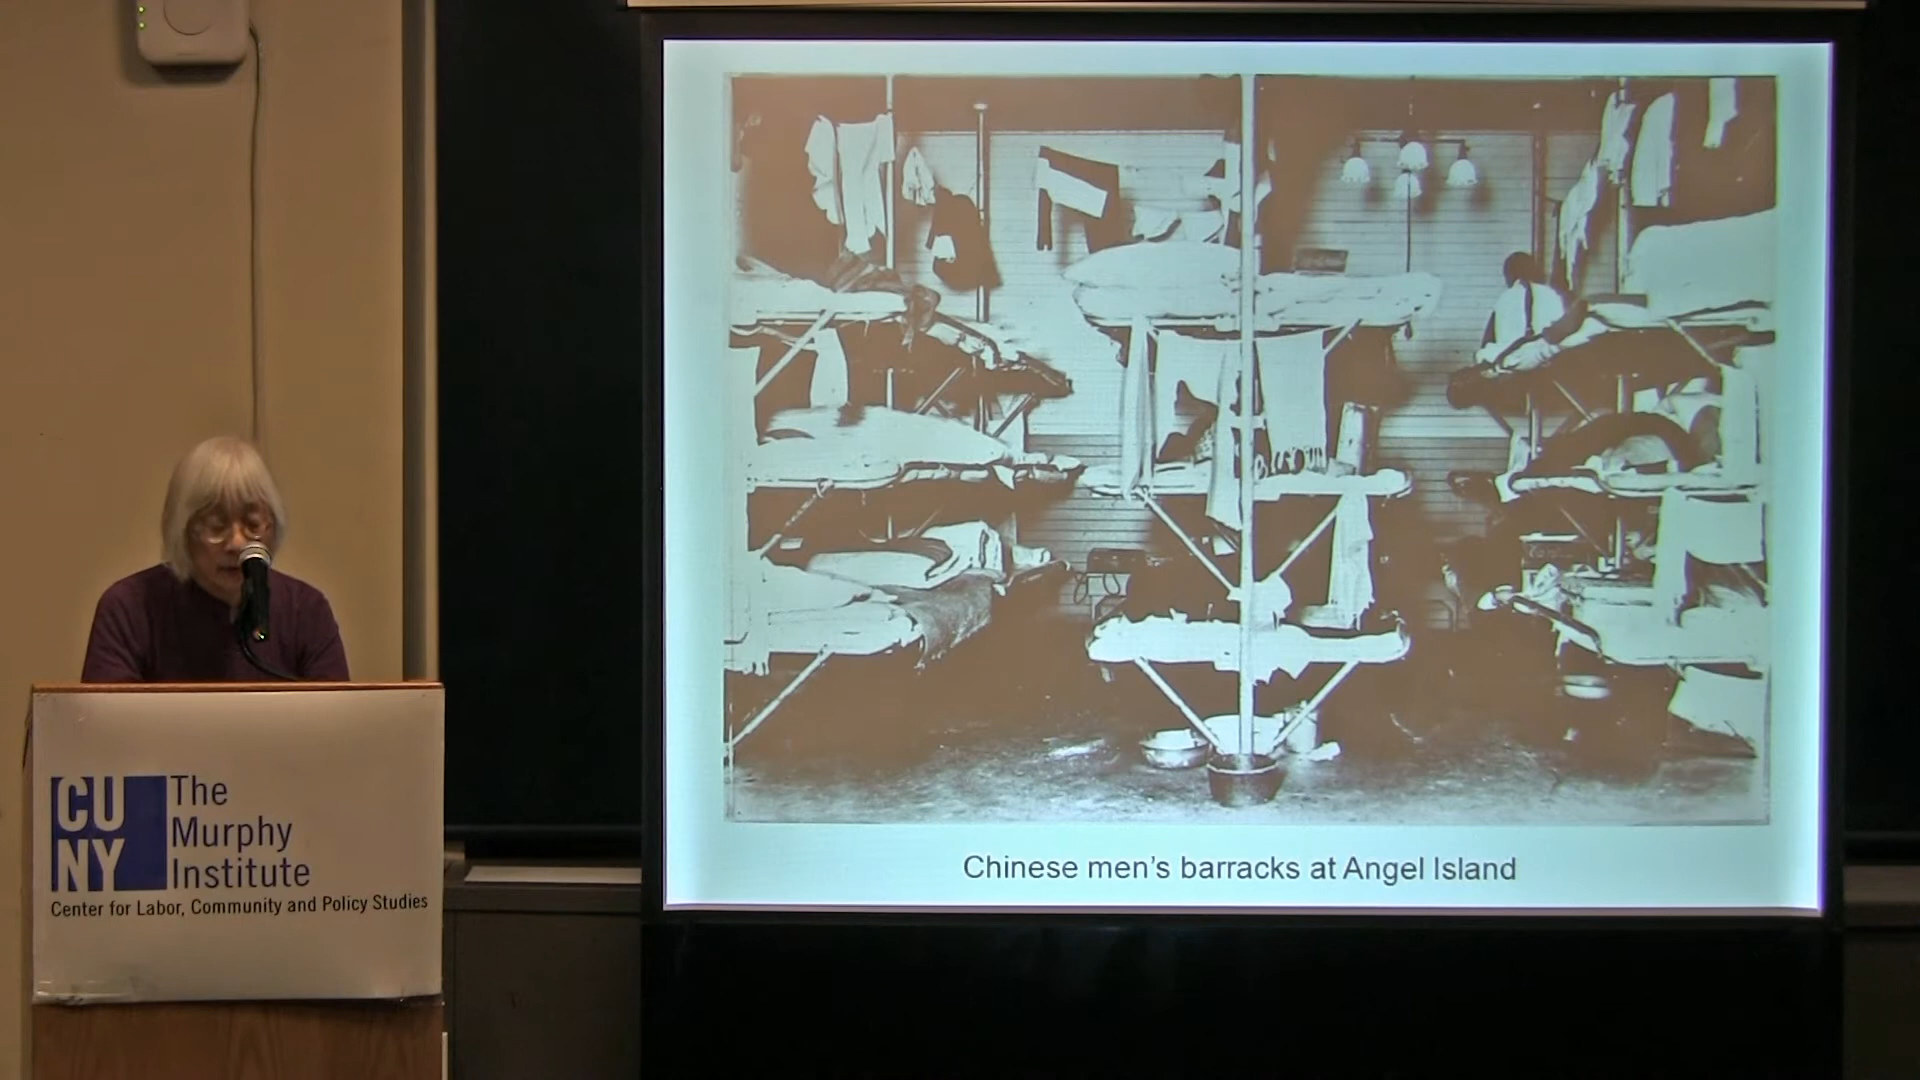 CU
NY
The
Murphy
Institute
Center for Labor, Community and Policy Studies
Chinese men's barracks at Angel Island